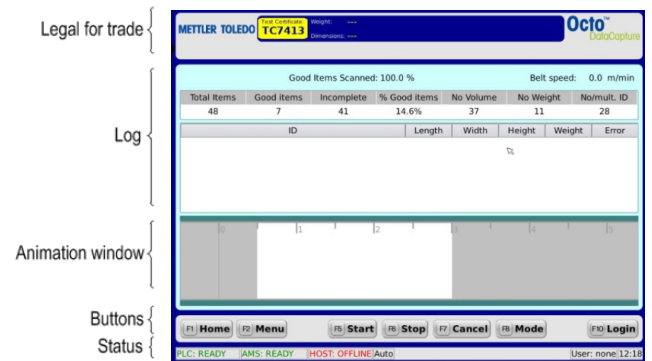 Legal for trade
METTLER TOLEDO
Test Certificate
TC7413
Weight: ---
Dimensions: ---
Octo™
DataCapture
Log
Good Items Scanned: 100.0 % Belt speed: 0.0 m/min
Total Items Good items Incomplete % Good items No Volume No Weight No/mult. ID
48 7 41 14.6% 37 11 28
ID Length Width Height Weight Error
Animation window
0 1 2 3 4 5
Buttons
F1 Home F2 Menu F5 Start F6 Stop F7 Cancel F8 Mode F10 Login
Status
PLC: READY AMS: READY HOST: OFFLINE Auto User: none 12:18